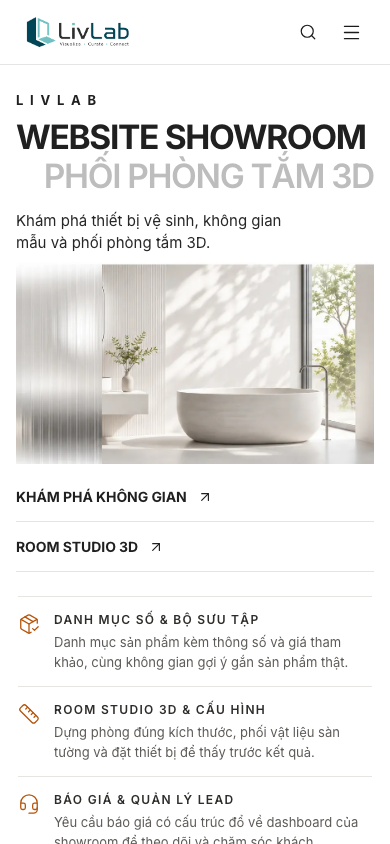 LivLab
Visualize • Curate • Connect
LIVLAB
WEBSITE SHOWROOM
PHỐI PHÒNG TẮM 3D
Khám phá thiết bị vệ sinh, không gian
mẫu và phối phòng tắm 3D.
KHÁM PHÁ KHÔNG GIAN
ROOM STUDIO 3D
DANH MỤC SỐ & BỘ SƯU TẬP
Danh mục sản phẩm kèm thông số và giá tham
khảo, cùng không gian gợi ý gắn sản phẩm thật.
ROOM STUDIO 3D & CẤU HÌNH
Dựng phòng đúng kích thước, phối vật liệu sàn
tường và đặt thiết bị để thấy trước kết quả.
BÁO GIÁ & QUẢN LÝ LEAD
Yêu cầu báo giá có cấu trúc đổ về dashboard của
showroom để theo dõi và chăm sóc khách